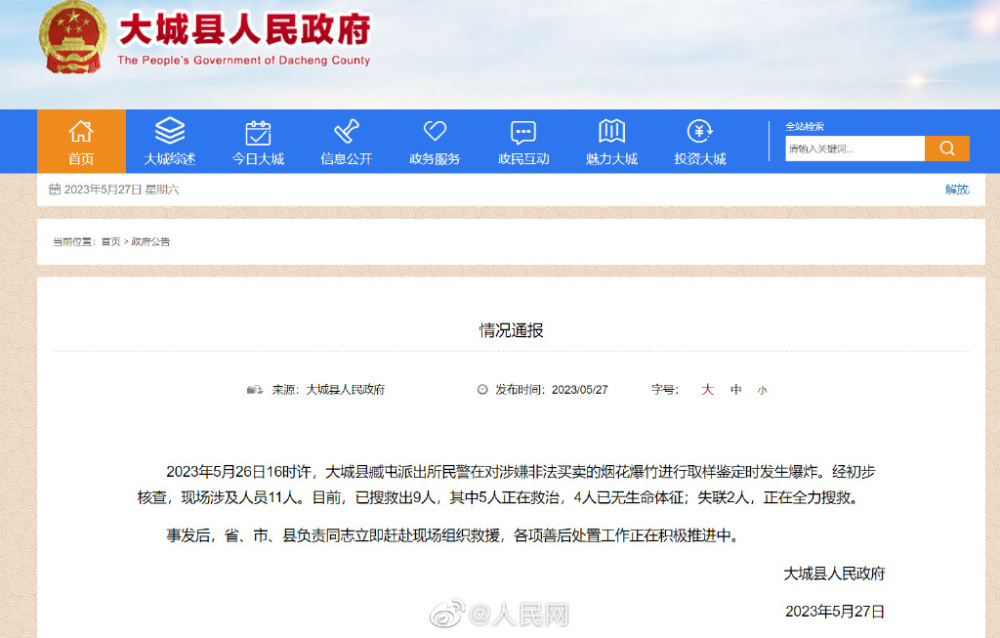 大城县人民政府
The People's Government of Dacheng County
首页 大城综述 今日大城 信息公开 政务服务 政民互动 魅力大城 投资大城
全站检索
请输入关键词...
2023年5月27日 星期六 解放
当前位置：首页 > 政府公告
情况通报
来源：大城县人民政府 发布时间：2023/05/27 字号： 大 中 小
2023年5月26日16时许，大城县臧屯派出所民警在对涉嫌非法买卖的烟花爆竹进行取样鉴定时发生爆炸。经初步
核查，现场涉及人员11人。目前，已搜救出9人，其中5人正在救治，4人已无生命体征；失联2人，正在全力搜救。
事发后，省、市、县负责同志立即赶赴现场组织救援，各项善后处置工作正在积极推进中。
大城县人民政府
2023年5月27日
@人民网